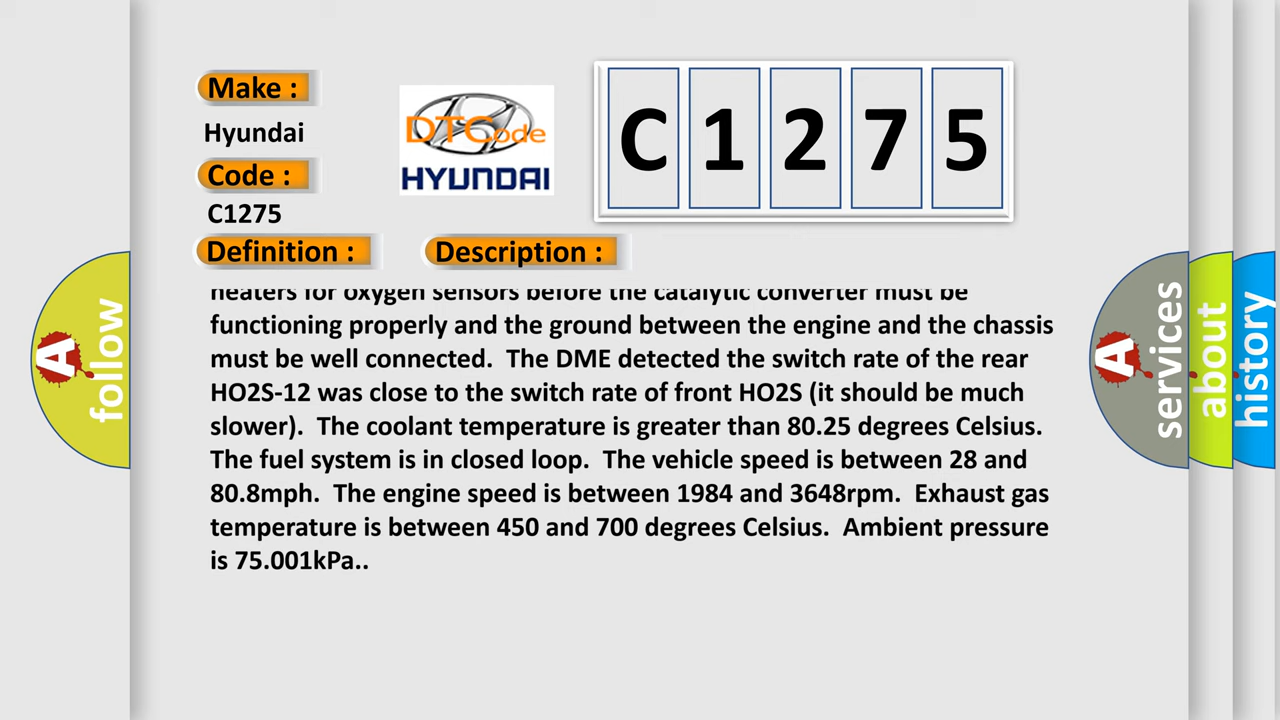 Make :
Hyundai
Code :
C1275
Definition :
Description :
DTCode
HYUNDAI
C1275
heaters for oxygen sensors before the catalytic converter must be
functioning properly and the ground between the engine and the chassis
must be well connected. The DME detected the switch rate of the rear
HO2S-12 was close to the switch rate of front HO2S (it should be much
slower). The coolant temperature is greater than 80.25 degrees Celsius.
The fuel system is in closed loop. The vehicle speed is between 28 and
80.8mph. The engine speed is between 1984 and 3648rpm. Exhaust gas
temperature is between 450 and 700 degrees Celsius. Ambient pressure
is 75.001kPa..
A follow
A services
about
history